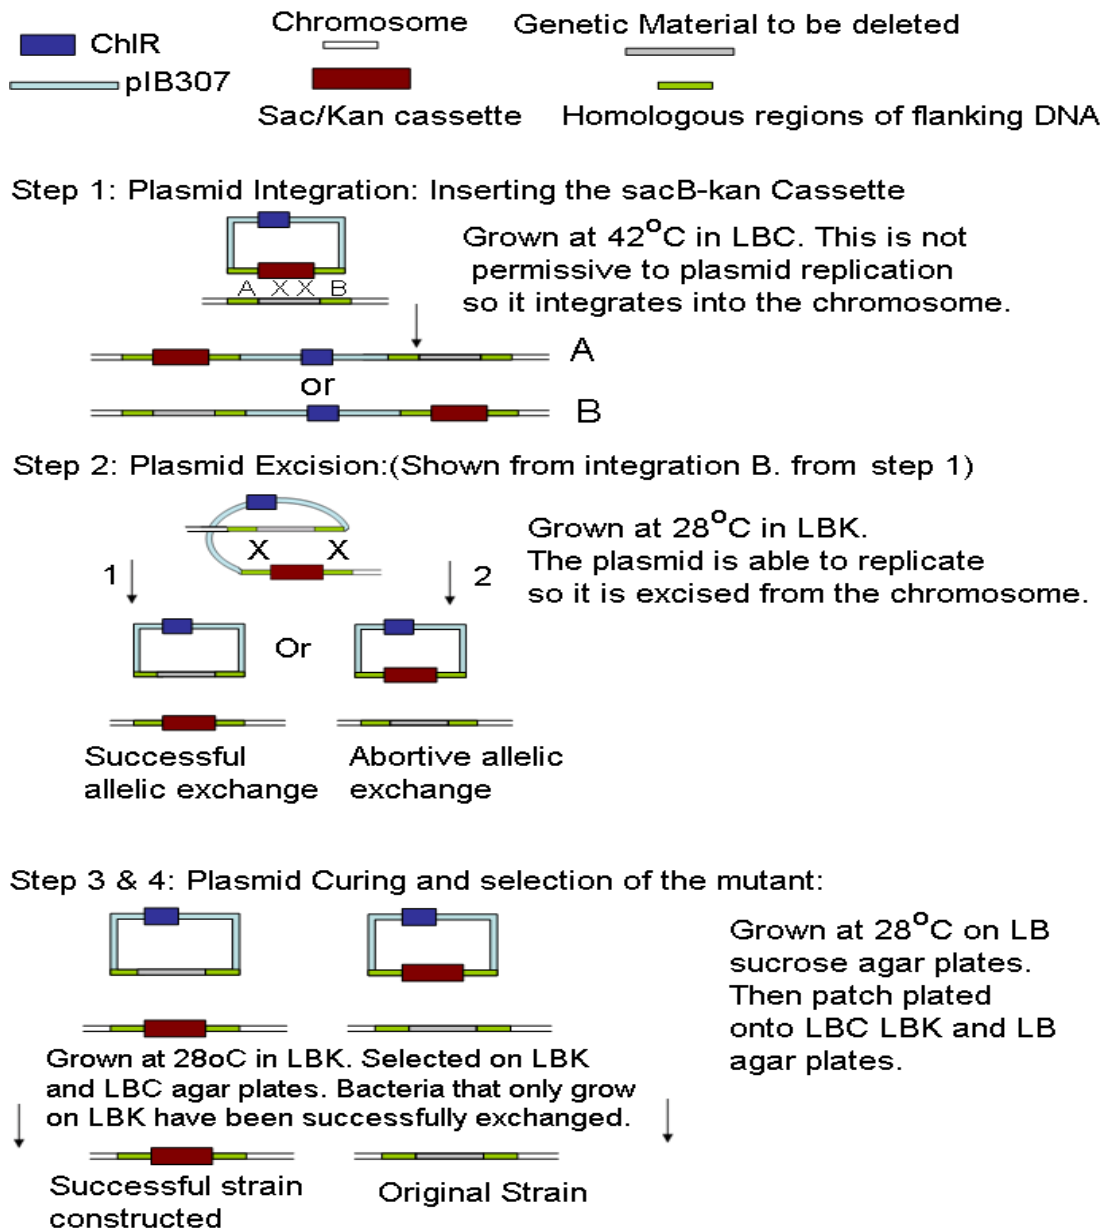 Chromosome
Genetic Material to be deleted
ChlR
pIB307
Sac/Kan cassette
Homologous regions of flanking DNA
Step 1: Plasmid Integration: Inserting the sacB-kan Cassette
Grown at 42°C in LBC. This is not
permissive to plasmid replication
so it integrates into the chromosome.
A X X B
A
or
B
Step 2: Plasmid Excision:(Shown from integration B. from step 1)
Grown at 28°C in LBK.
The plasmid is able to replicate
so it is excised from the chromosome.
X X
1
2
Or
Successful
allelic exchange
Abortive allelic
exchange
Step 3 & 4: Plasmid Curing and selection of the mutant:
Grown at 28°C on LB
sucrose agar plates.
Then patch plated
onto LBC LBK and LB
agar plates.
Grown at 28oC in LBK. Selected on LBK
and LBC agar plates. Bacteria that only grow
on LBK have been successfully exchanged.
Successful strain
constructed
Original Strain